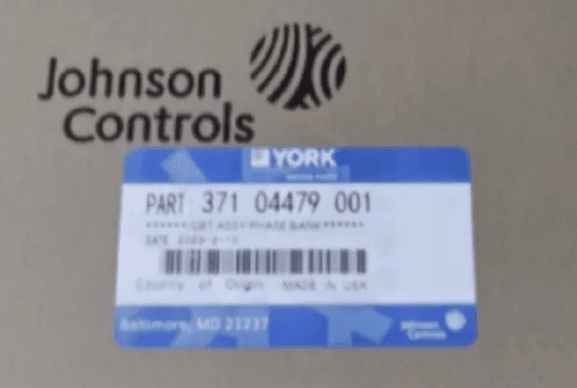 Johnson
Controls
YORK
PART 371 04479 001
******IGBT ASSY PHASE BANK******
DATE
Country of Origin MADE IN USA
Baltimore, MD 21237
Johnson
Controls